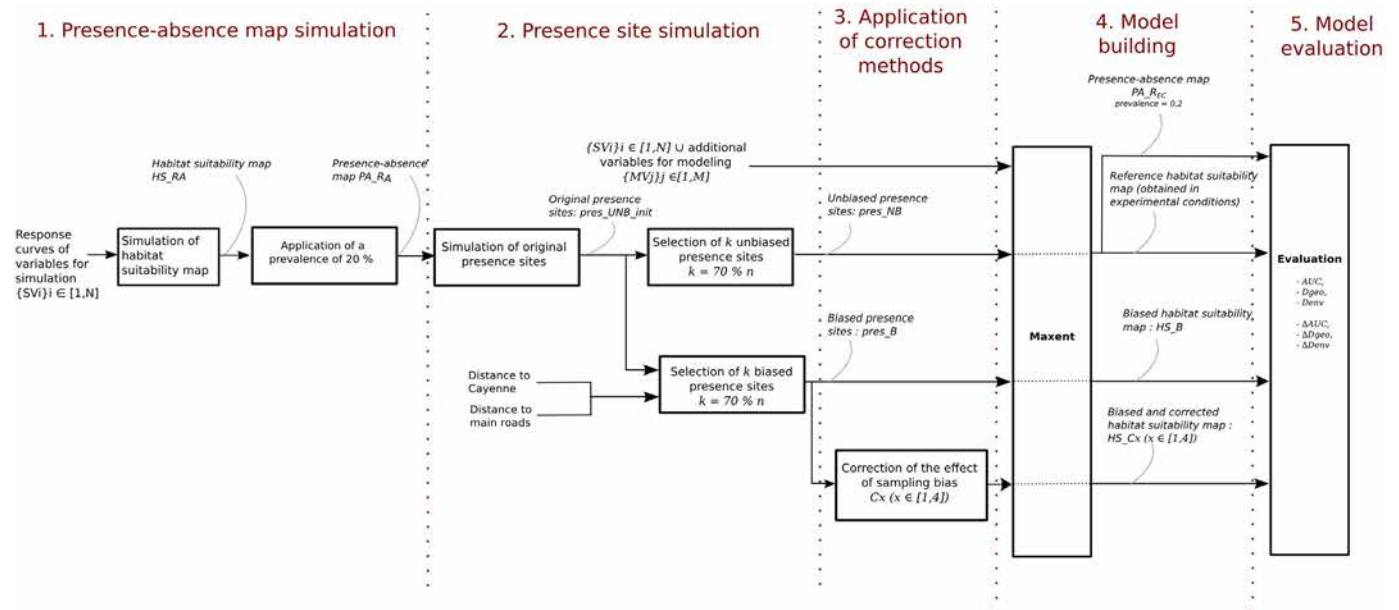 1. Presence-absence map simulation
2. Presence site simulation
3. Application
of correction
methods
4. Model
building
5. Model
evaluation
Response
curves of
variables for
simulation
{SVi}i ∈ [1,N]
Simulation of
habitat
suitability map
Habitat suitability map
HS_RA
Application of a
prevalence of 20 %
Presence-absence
map PA_RA
Simulation of original
presence sites
Original presence
sites: pres_UNB_init
{SVi}i ∈ [1,N] ∪ additional
variables for modeling
{MVj}j ∈[1,M]
Selection of k unbiased
presence sites
k = 70 % n
Distance to
Cayenne
Distance to
main roads
Selection of k biased
presence sites
k = 70 % n
Unbiased presence
sites: pres_NB
Biased presence
sites : pres_B
Correction of the effect
of sampling bias
Cx (x ∈ [1,4])
Maxent
Presence-absence map
PA_REC
prevalence = 0,2
Reference habitat suitability
map (obtained in
experimental conditions)
Biased habitat suitability
map : HS_B
Biased and corrected
habitat suitability map :
HS_Cx (x ∈ [1,4])
Evaluation
- AUC,
- Dgeo,
- Denv
- ΔAUC,
- ΔDgeo,
- ΔDenv